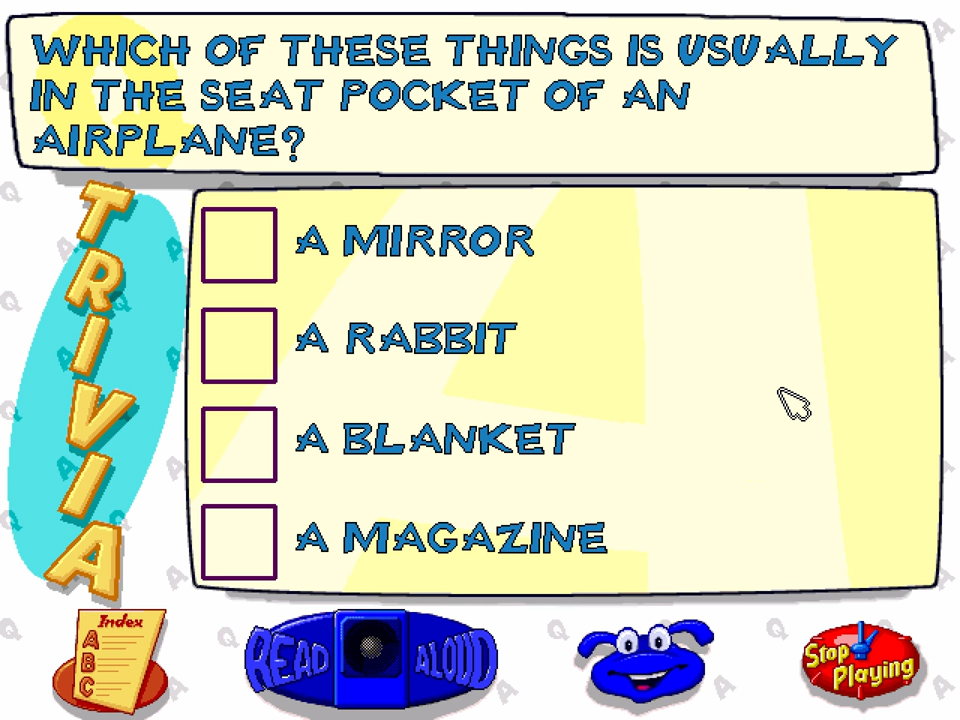 WHICH OF THESE THINGS IS USUALLY
IN THE SEAT POCKET OF AN
AIRPLANE?
TRIVIA
A MIRROR
A RABBIT
A BLANKET
A MAGAZINE
Index
A
B
C
READ ALOUD
Stop
Playing